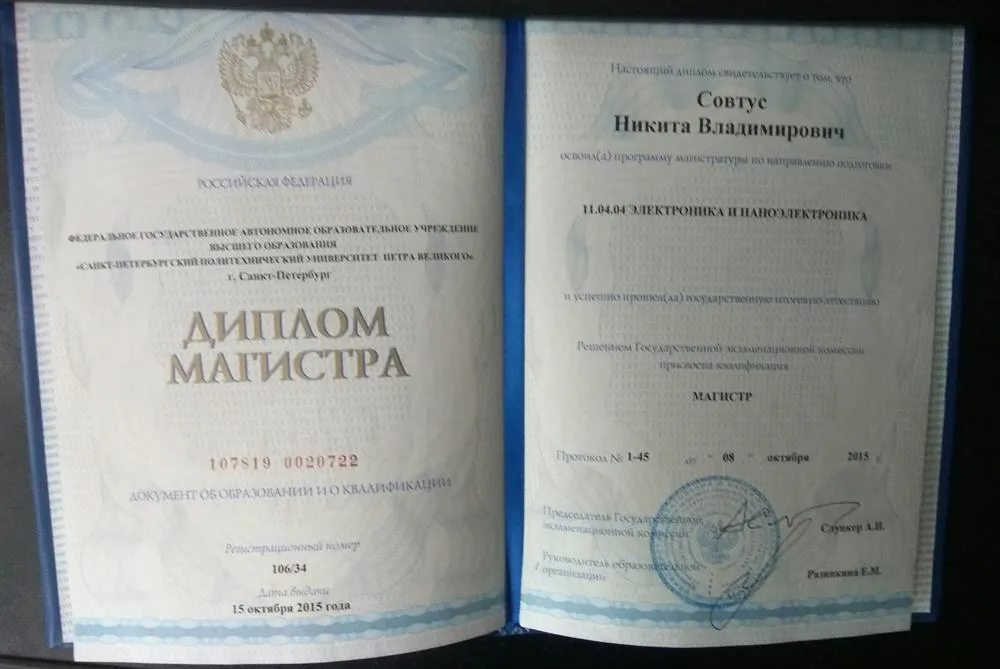 РОССИЙСКАЯ ФЕДЕРАЦИЯ
ФЕДЕРАЛЬНОЕ ГОСУДАРСТВЕННОЕ АВТОНОМНОЕ ОБРАЗОВАТЕЛЬНОЕ УЧРЕЖДЕНИЕ
ВЫСШЕГО ОБРАЗОВАНИЯ
«САНКТ-ПЕТЕРБУРГСКИЙ ПОЛИТЕХНИЧЕСКИЙ УНИВЕРСИТЕТ ПЕТРА ВЕЛИКОГО»
г. Санкт-Петербург
ДИПЛОМ
МАГИСТРА
107819 0020722
ДОКУМЕНТ ОБ ОБРАЗОВАНИИ И О КВАЛИФИКАЦИИ
Регистрационный номер
106/34
Дата выдачи
15 октября 2015 года
Настоящий диплом свидетельствует о том, что
Совтус
Никита Владимирович
освоил(а) программу магистратуры по направлению подготовки
11.04.04 ЭЛЕКТРОНИКА И НАНОЭЛЕКТРОНИКА
и успешно прошел(ла) государственную итоговую аттестацию
Решением Государственной экзаменационной комиссии
присвоена квалификация
МАГИСТР
Протокол № 1-45 от " 08 " октября 2015 г.
Председатель Государственной
экзаменационной комиссии Слункер А.И.
Руководитель образовательной
организации Разинкина Е.М.